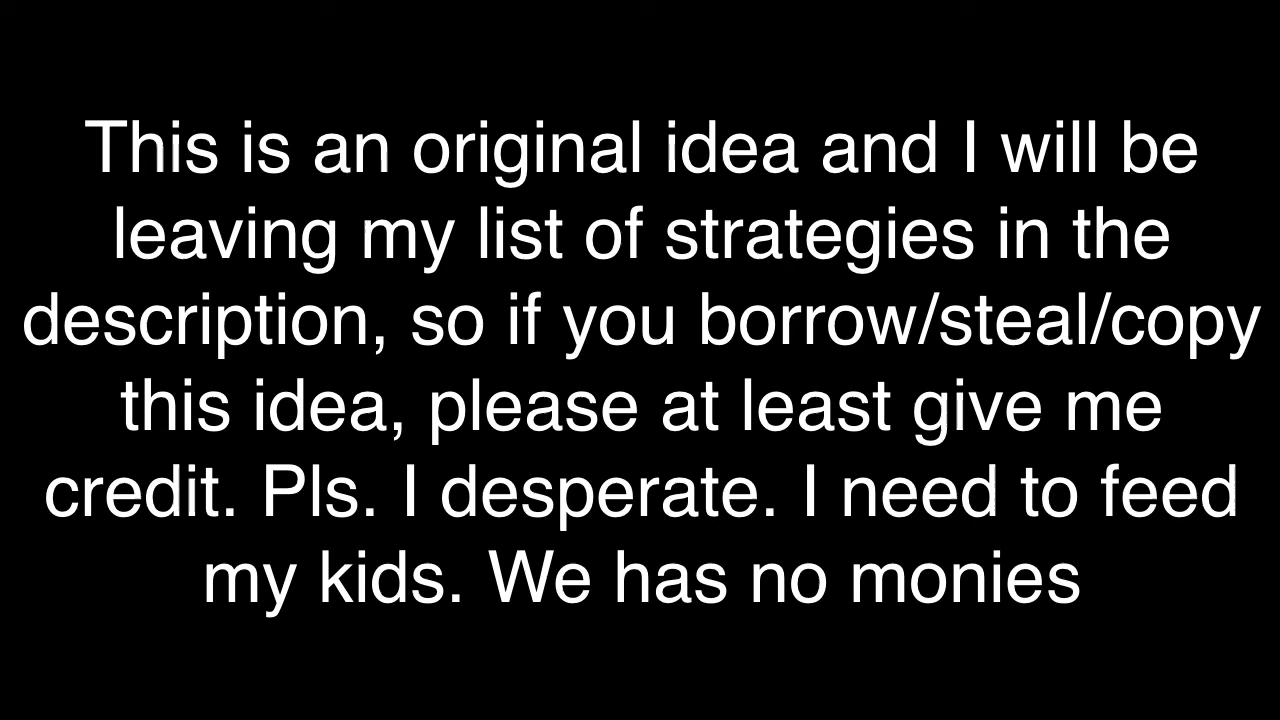 This is an original idea and I will be
leaving my list of strategies in the
description, so if you borrow/steal/copy
this idea, please at least give me
credit. Pls. I desperate. I need to feed
my kids. We has no monies